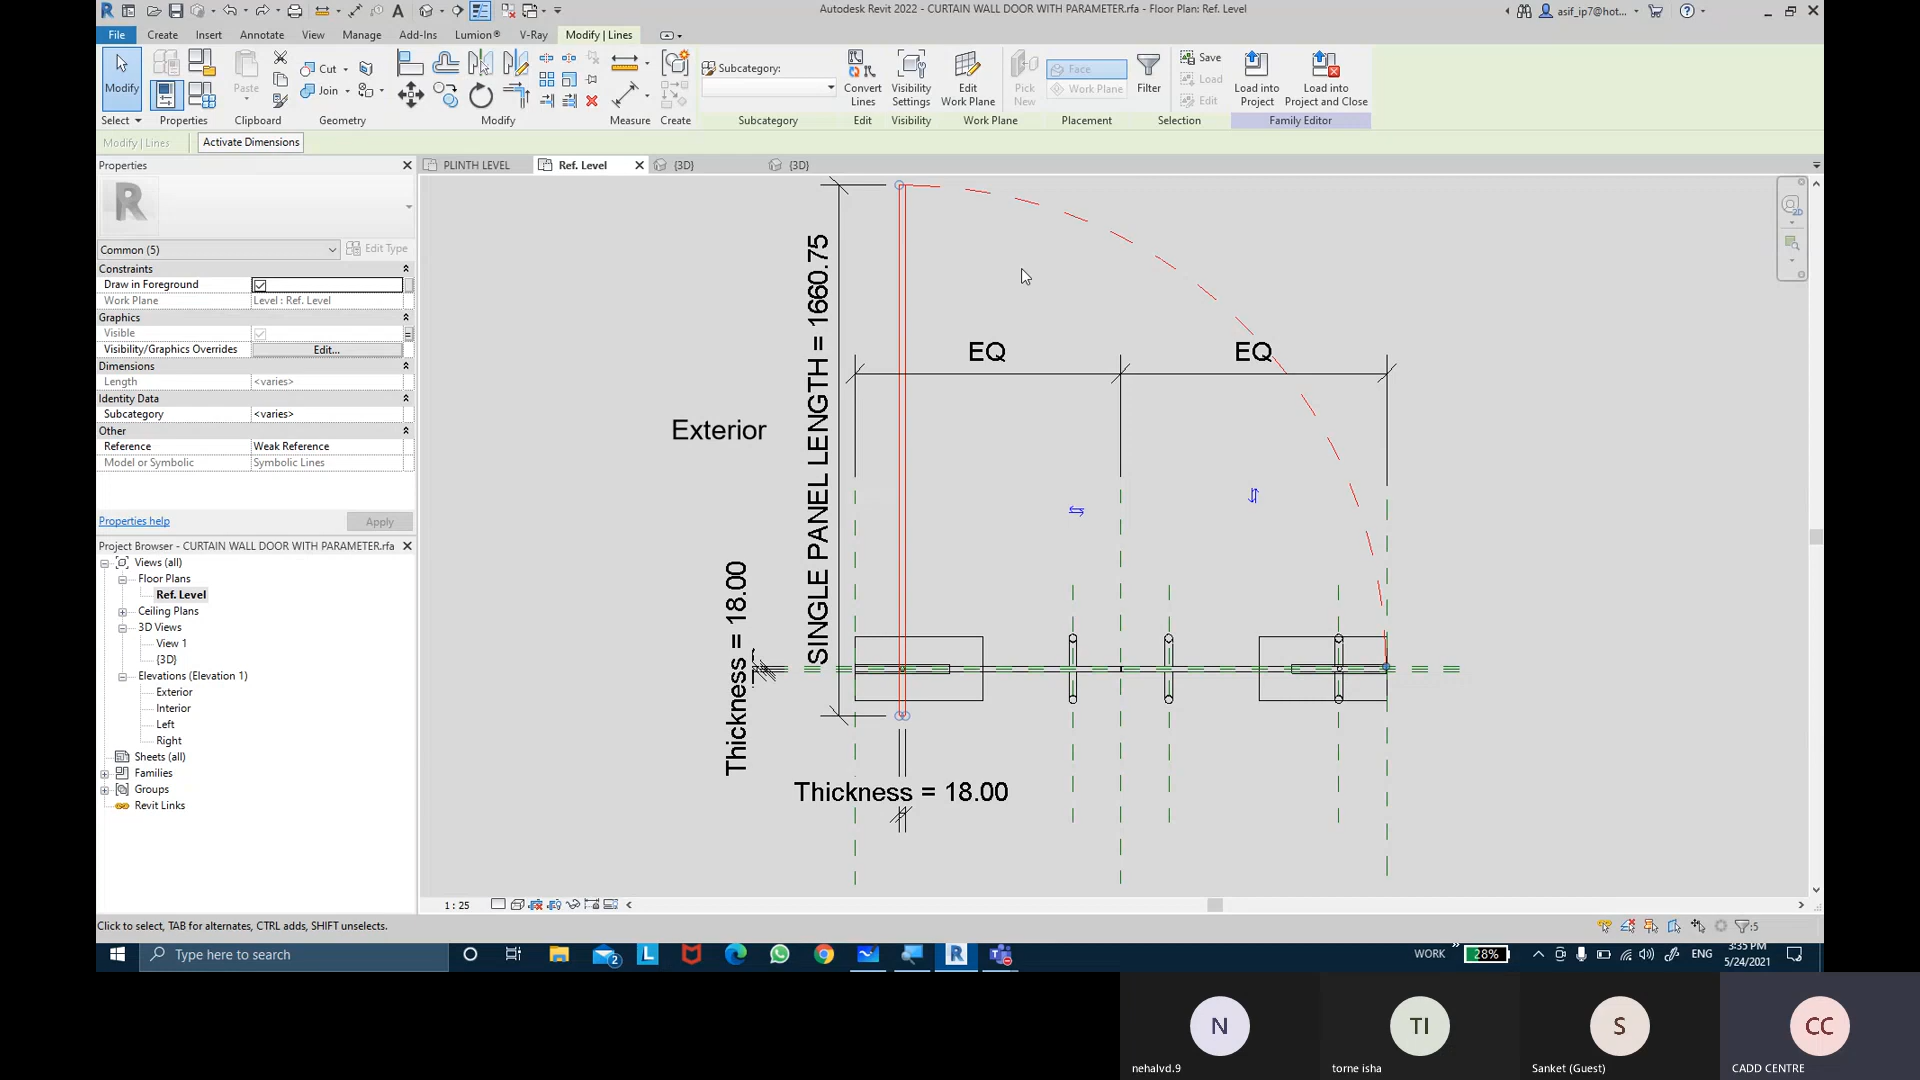 Autodesk Revit 2022 - CURTAIN WALL DOOR WITH PARAMETER.rfa - Floor Plan: Ref. Level
asif_ip7@hot...
File Create Insert Annotate View Manage Add-Ins Lumion® V-Ray Modify | Lines
Modify
Paste
Cut
Join
Subcategory:
Convert Lines
Visibility Settings
Edit Work Plane
Pick New
Face
Work Plane
Filter
Save
Load
Edit
Load into Project
Load into Project and Close
Select Properties Clipboard Geometry Modify Measure Create Subcategory Edit Visibility Work Plane Placement Selection Family Editor
Modify | Lines Activate Dimensions
Properties
PLINTH LEVEL Ref. Level {3D} {3D}
R
Common (5) Edit Type
Constraints
Draw in Foreground
Work Plane Level : Ref. Level
Graphics
Visible
Visibility/Graphics Overrides Edit...
Dimensions
Length <varies>
Identity Data
Subcategory <varies>
Other
Reference Weak Reference
Model or Symbolic Symbolic Lines
Properties help Apply
Project Browser - CURTAIN WALL DOOR WITH PARAMETER.rfa
Views (all)
Floor Plans
Ref. Level
Ceiling Plans
3D Views
View 1
{3D}
Elevations (Elevation 1)
Exterior
Interior
Left
Right
Sheets (all)
Families
Groups
Revit Links
SINGLE PANEL LENGTH = 1660.75
EQ EQ
Exterior
Thickness = 18.00
Thickness = 18.00
1 : 25
Click to select, TAB for alternates, CTRL adds, SHIFT unselects.
:5
Type here to search
2
L
R
WORK
28%
ENG
3:35 PM
5/24/2021
N TI S CC
nehalvd.9 torne isha Sanket (Guest) CADD CENTRE